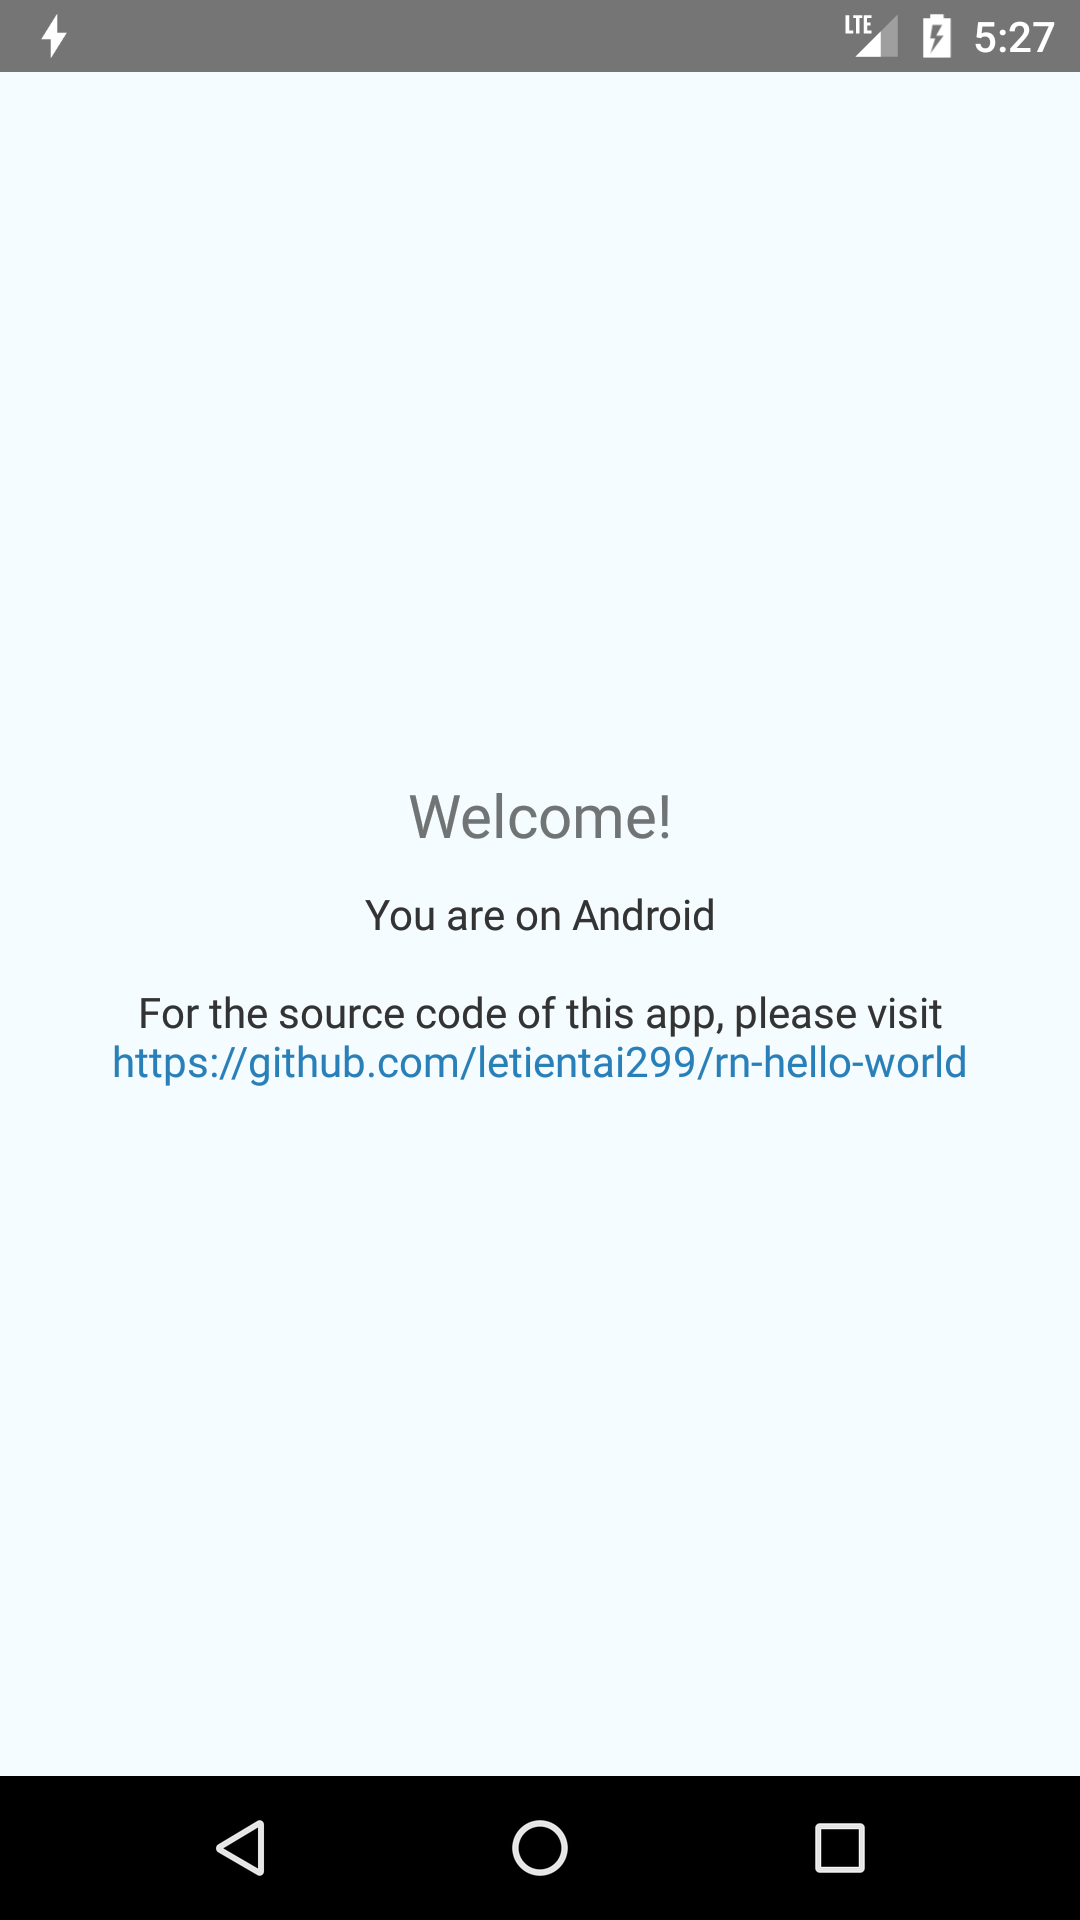 LTE 5:27
Welcome!
You are on Android
For the source code of this app, please visit
https://github.com/letientai299/rn-hello-world